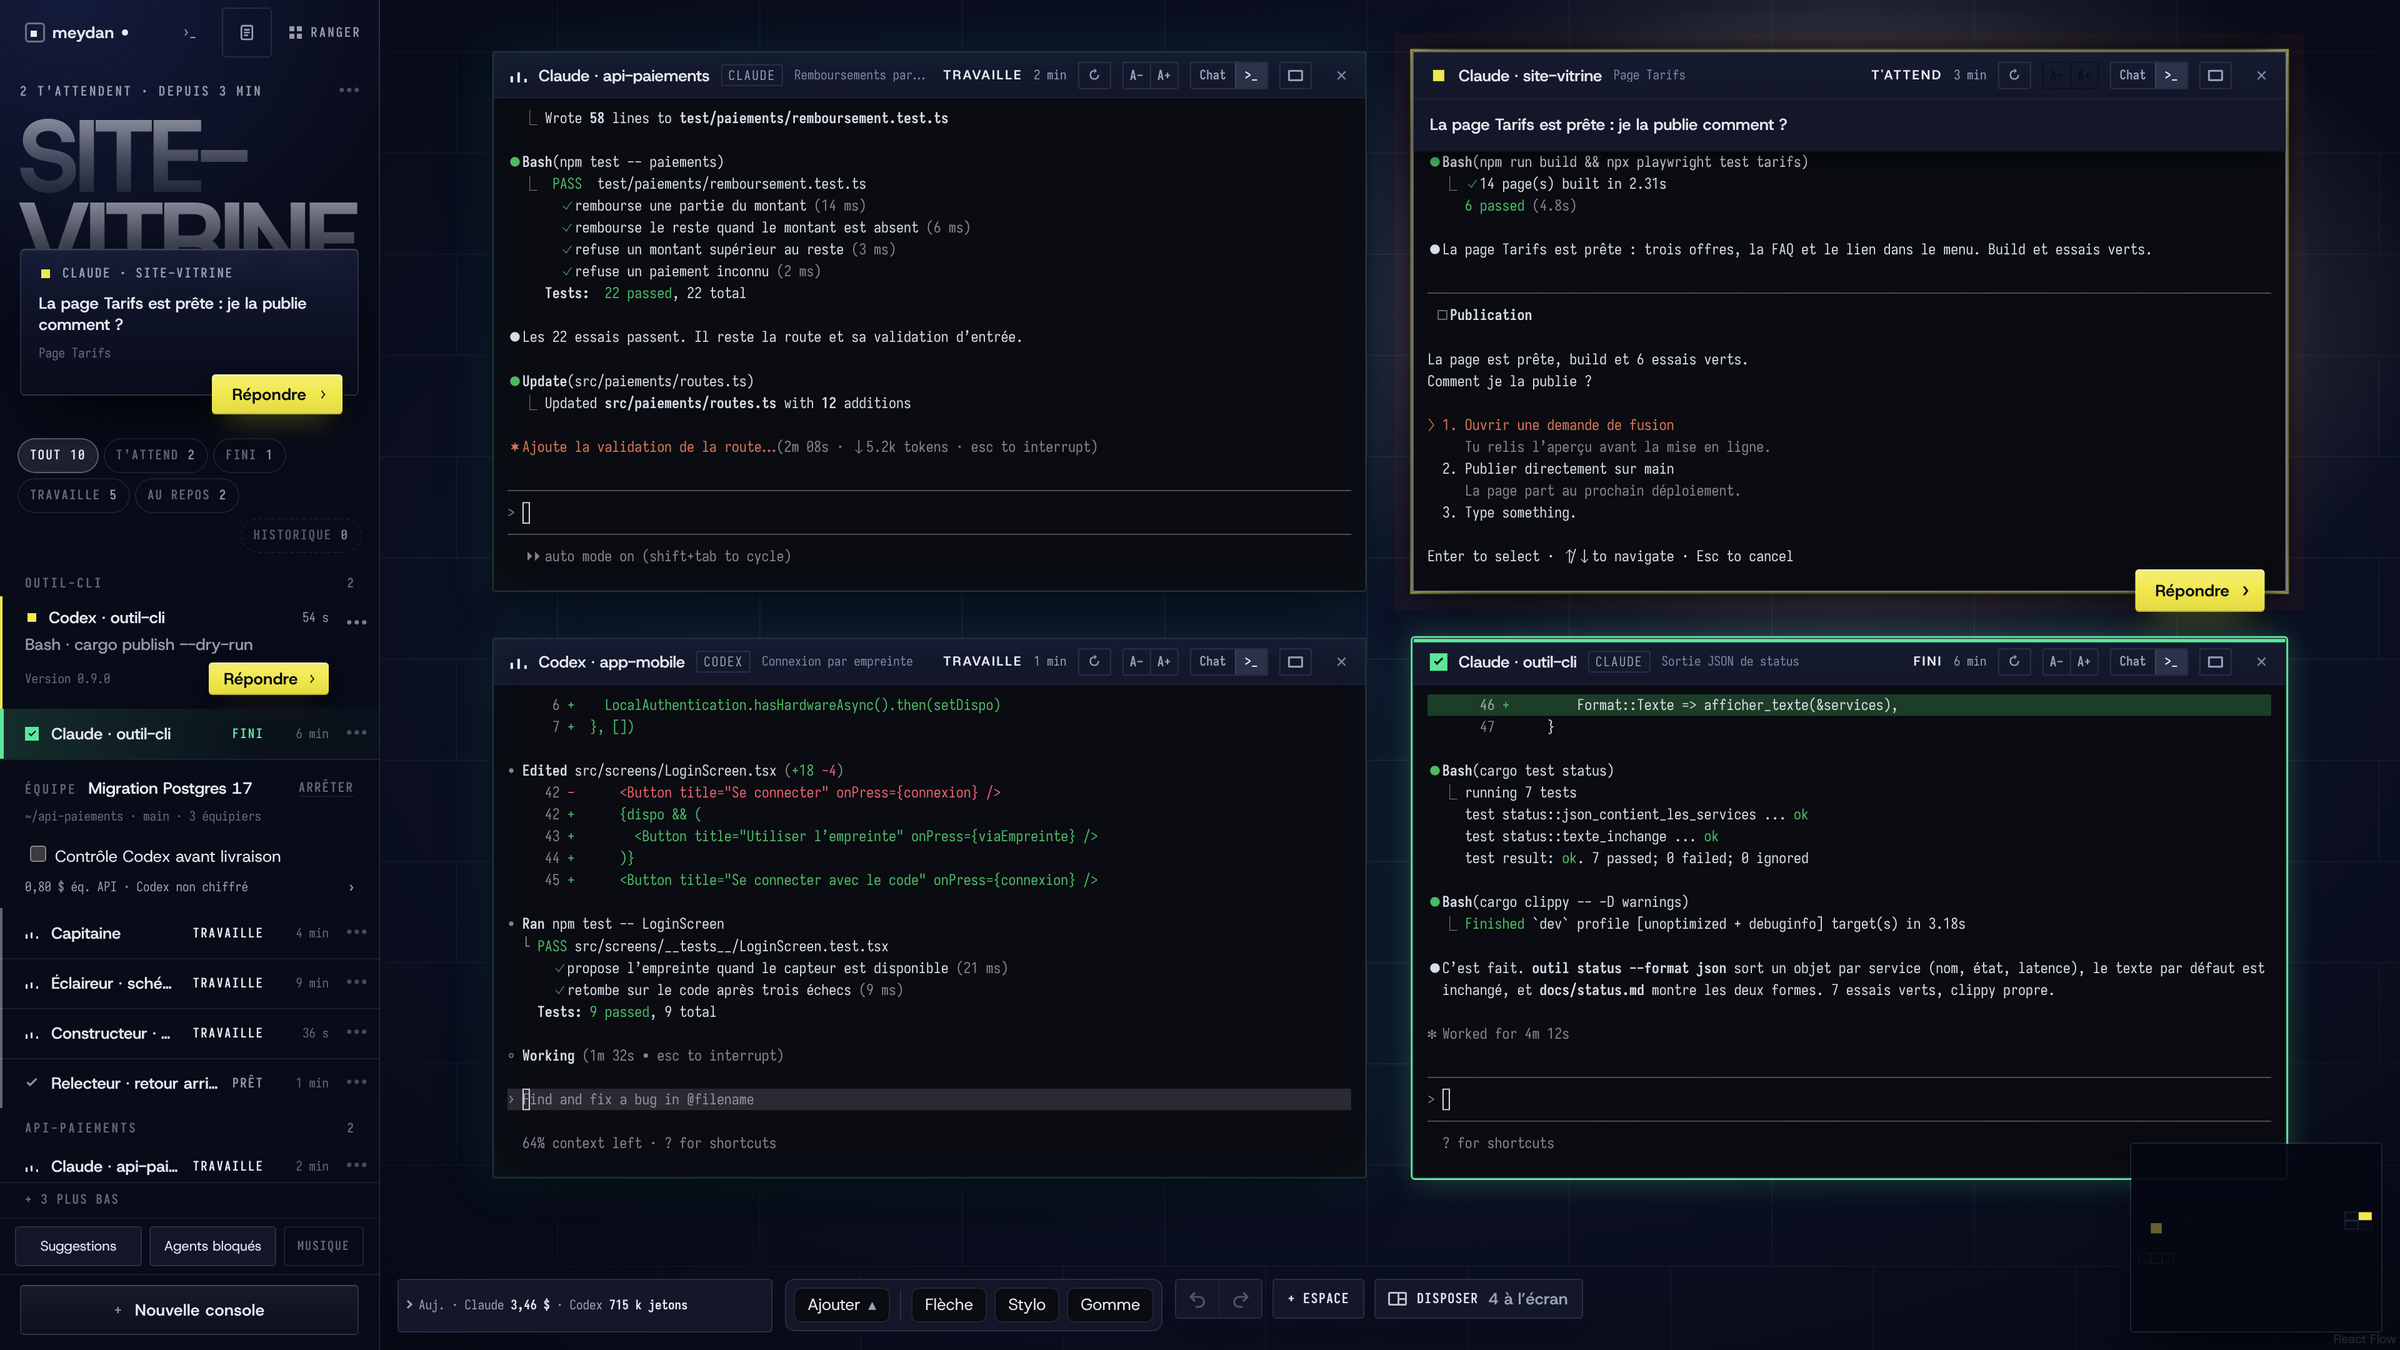 meydan
>_
RANGER
2 T'ATTENDENT · DEPUIS 3 MIN
SITE-
VITRINE
CLAUDE · SITE-VITRINE
La page Tarifs est prête : je la publie
comment ?
Page Tarifs
Répondre ›
TOUT 10
T'ATTEND 2
FINI 1
TRAVAILLE 5
AU REPOS 2
HISTORIQUE 0
OUTIL-CLI 2
Codex · outil-cli 54 s
Bash · cargo publish --dry-run
Version 0.9.0
Répondre ›
Claude · outil-cli FINI 6 min
ÉQUIPE Migration Postgres 17 ARRÊTER
~/api-paiements · main · 3 équipiers
Contrôle Codex avant livraison
0,80 $ éq. API · Codex non chiffré ›
Capitaine TRAVAILLE 4 min
Éclaireur · sché… TRAVAILLE 9 min
Constructeur · … TRAVAILLE 36 s
Relecteur · retour arri… PRÊT 1 min
API-PAIEMENTS 2
Claude · api-pai… TRAVAILLE 2 min
+ 3 PLUS BAS
Suggestions
Agents bloqués
MUSIQUE
+ Nouvelle console
Claude · api-paiements CLAUDE Remboursements par… TRAVAILLE 2 min A- A+ Chat >_ ×
Wrote 58 lines to test/paiements/remboursement.test.ts
Bash(npm test -- paiements)
PASS test/paiements/remboursement.test.ts
✓ rembourse une partie du montant (14 ms)
✓ rembourse le reste quand le montant est absent (6 ms)
✓ refuse un montant supérieur au reste (3 ms)
✓ refuse un paiement inconnu (2 ms)
Tests: 22 passed, 22 total
Les 22 essais passent. Il reste la route et sa validation d'entrée.
Update(src/paiements/routes.ts)
Updated src/paiements/routes.ts with 12 additions
Ajoute la validation de la route…(2m 08s · ↓5.2k tokens · esc to interrupt)
>
auto mode on (shift+tab to cycle)
Claude · site-vitrine Page Tarifs T'ATTEND 3 min A- A+ Chat >_ ×
La page Tarifs est prête : je la publie comment ?
Bash(npm run build && npx playwright test tarifs)
✓ 14 page(s) built in 2.31s
6 passed (4.8s)
La page Tarifs est prête : trois offres, la FAQ et le lien dans le menu. Build et essais verts.
Publication
La page est prête, build et 6 essais verts.
Comment je la publie ?
> 1. Ouvrir une demande de fusion
Tu relis l'aperçu avant la mise en ligne.
2. Publier directement sur main
La page part au prochain déploiement.
3. Type something.
Enter to select · ↑/↓ to navigate · Esc to cancel
Répondre ›
Codex · app-mobile CODEX Connexion par empreinte TRAVAILLE 1 min A- A+ Chat >_ ×
6 + LocalAuthentication.hasHardwareAsync().then(setDispo)
7 + }, [])
• Edited src/screens/LoginScreen.tsx (+18 -4)
42 - <Button title="Se connecter" onPress={connexion} />
42 + {dispo && (
43 + <Button title="Utiliser l'empreinte" onPress={viaEmpreinte} />
44 + )}
45 + <Button title="Se connecter avec le code" onPress={connexion} />
• Ran npm test -- LoginScreen
└ PASS src/screens/__tests__/LoginScreen.test.tsx
✓ propose l'empreinte quand le capteur est disponible (21 ms)
✓ retombe sur le code après trois échecs (9 ms)
Tests: 9 passed, 9 total
Working (1m 32s • esc to interrupt)
› Find and fix a bug in @filename
64% context left · ? for shortcuts
Claude · outil-cli CLAUDE Sortie JSON de status FINI 6 min A- A+ Chat >_ ×
46 + Format::Texte => afficher_texte(&services),
47 }
Bash(cargo test status)
running 7 tests
test status::json_contient_les_services ... ok
test status::texte_inchange ... ok
test result: ok. 7 passed; 0 failed; 0 ignored
Bash(cargo clippy -- -D warnings)
Finished `dev` profile [unoptimized + debuginfo] target(s) in 3.18s
C'est fait. outil status --format json sort un objet par service (nom, état, latence), le texte par défaut est
inchangé, et docs/status.md montre les deux formes. 7 essais verts, clippy propre.
✻ Worked for 4m 12s
>
? for shortcuts
› Auj. · Claude 3,46 $ · Codex 715 k jetons
Ajouter ▲
Flèche
Stylo
Gomme
+ ESPACE
DISPOSER 4 à l'écran
React Flow